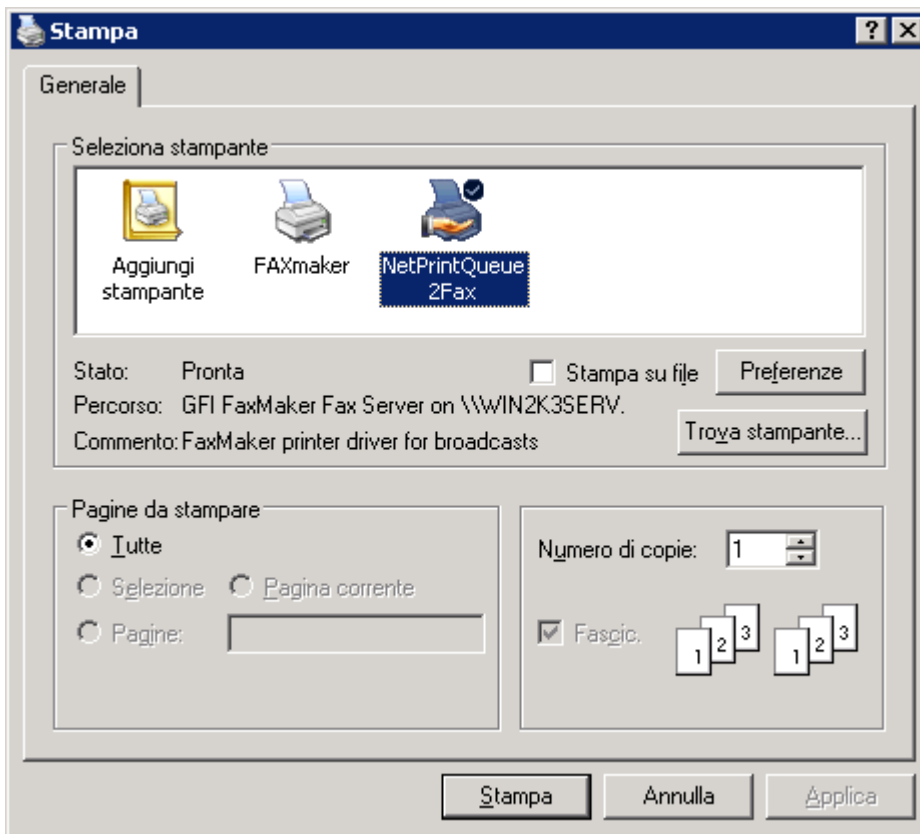 Stampa
Generale
Seleziona stampante
Aggiungi
stampante
FAXmaker
NetPrintQueue
2Fax
Stato: Pronta
Stampa su file
Preferenze
Percorso: GFI FaxMaker Fax Server on \\WIN2K3SERV.
Commento: FaxMaker printer driver for broadcasts
Trova stampante...
Pagine da stampare
Tutte
Selezione
Pagina corrente
Pagine:
Numero di copie: 1
Fascic.
1 2 3 1 2 3
Stampa
Annulla
Applica